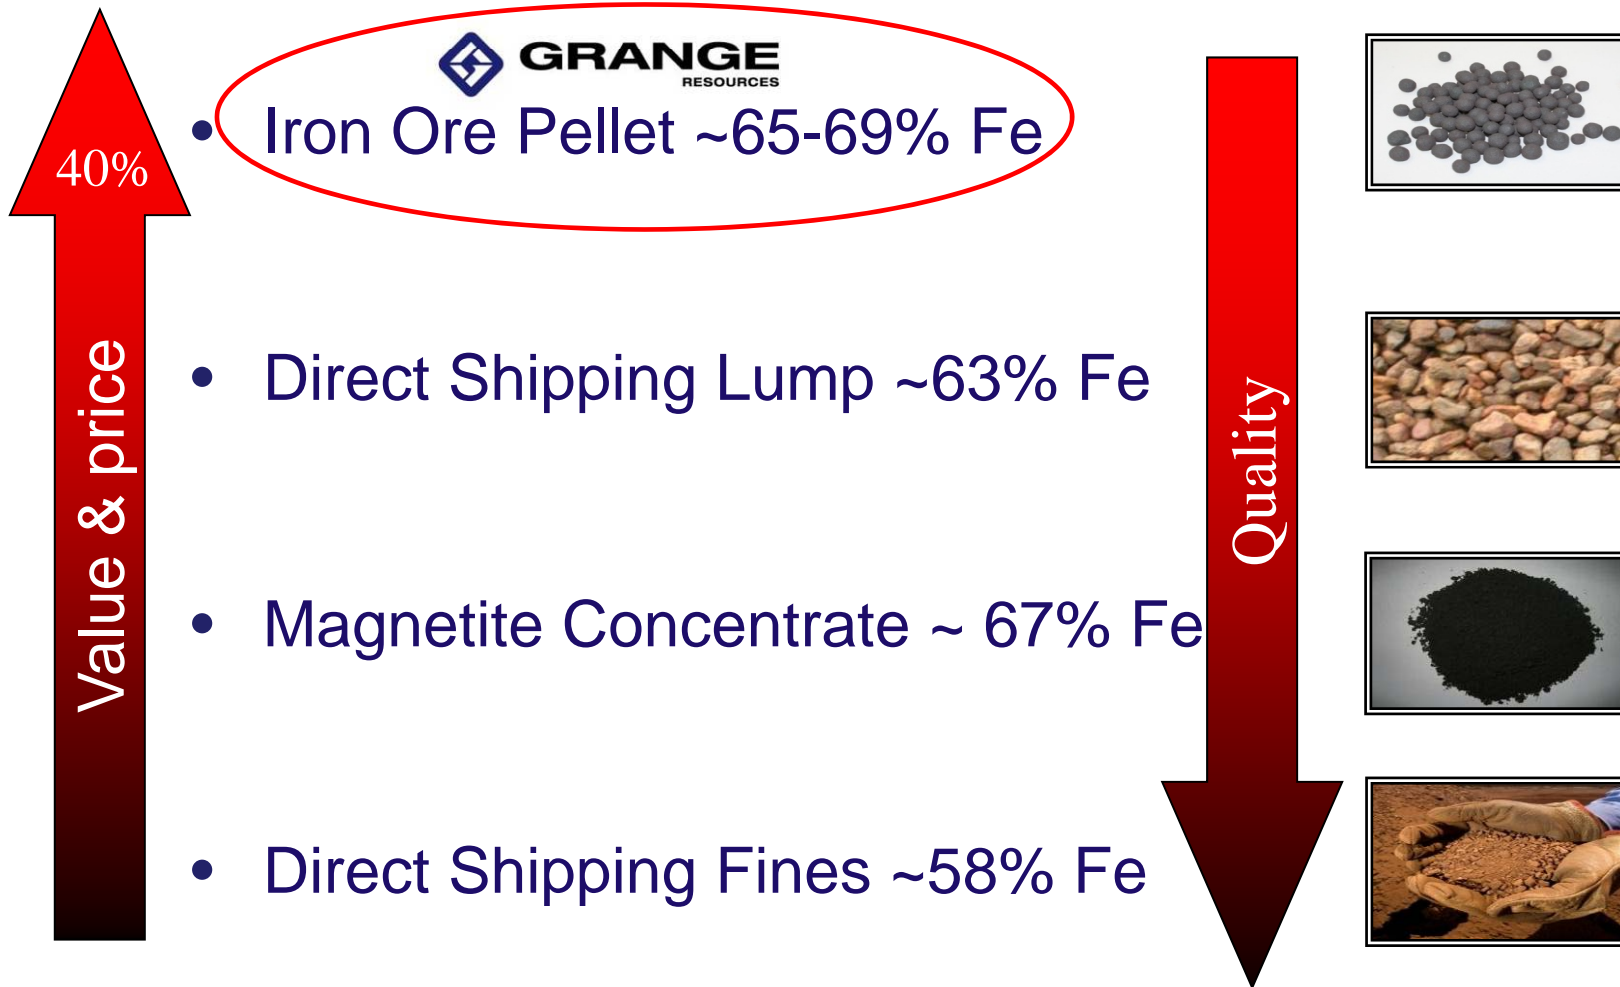 GRANGE
RESOURCES
• Iron Ore Pellet ~65-69% Fe
40%
• Direct Shipping Lump ~63% Fe
Value & price
Quality
• Magnetite Concentrate ~ 67% Fe
• Direct Shipping Fines ~58% Fe